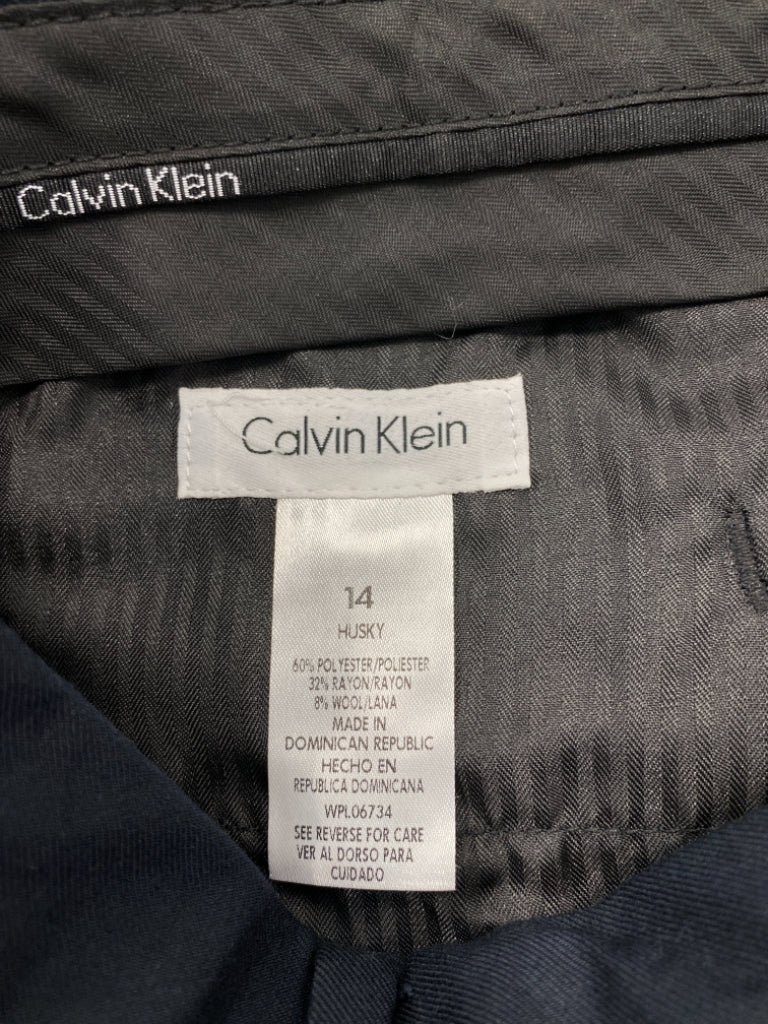 Calvin Klein
Calvin Klein
14
HUSKY
60% POLYESTER/POLIESTER
32% RAYON/RAYON
8% WOOL/LANA
MADE IN
DOMINICAN REPUBLIC
HECHO EN
REPUBLICA DOMINICANA
WPL06734
SEE REVERSE FOR CARE
VER AL DORSO PARA
CUIDADO